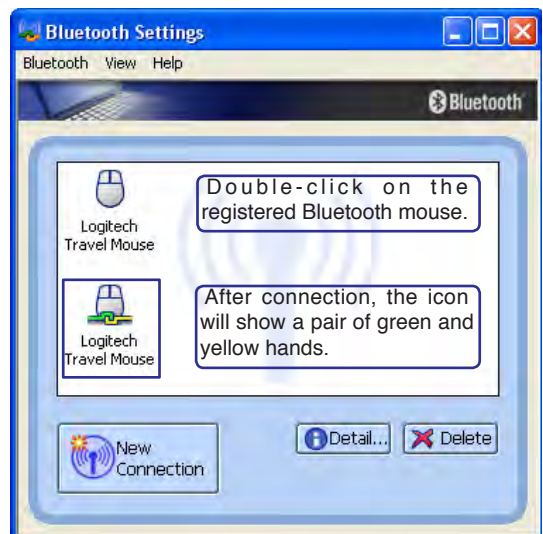 Bluetooth Settings
Bluetooth View Help
Bluetooth
Logitech
Travel Mouse
Double-click on the
registered Bluetooth mouse.
Logitech
Travel Mouse
After connection, the icon
will show a pair of green and
yellow hands.
New
Connection
Detail...
Delete